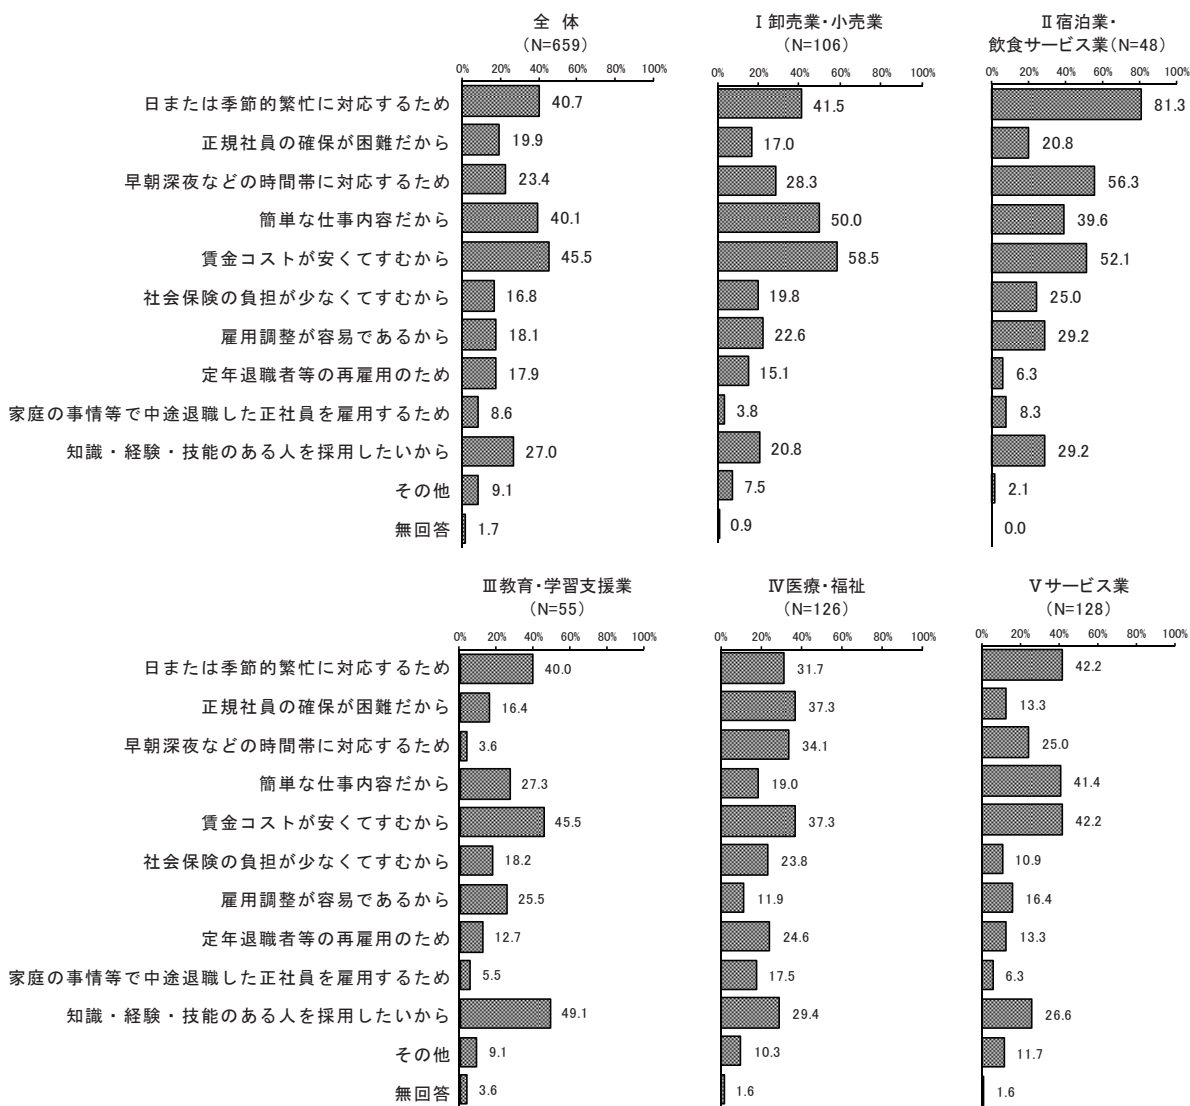 全 体
（N=659）
Ⅰ卸売業・小売業
（N=106）
Ⅱ宿泊業・
飲食サービス業（N=48）
0% 20% 40% 60% 80% 100%
0% 20% 40% 60% 80% 100%
0% 20% 40% 60% 80% 100%
日または季節的繁忙に対応するため 40.7 41.5 81.3
正規社員の確保が困難だから 19.9 17.0 20.8
早朝深夜などの時間帯に対応するため 23.4 28.3 56.3
簡単な仕事内容だから 40.1 50.0 39.6
賃金コストが安くてすむから 45.5 58.5 52.1
社会保険の負担が少なくてすむから 16.8 19.8 25.0
雇用調整が容易であるから 18.1 22.6 29.2
定年退職者等の再雇用のため 17.9 15.1 6.3
家庭の事情等で中途退職した正社員を雇用するため 8.6 3.8 8.3
知識・経験・技能のある人を採用したいから 27.0 20.8 29.2
その他 9.1 7.5 2.1
無回答 1.7 0.9 0.0
Ⅲ教育・学習支援業
（N=55）
Ⅳ医療・福祉
（N=126）
Ⅴサービス業
（N=128）
0% 20% 40% 60% 80% 100%
0% 20% 40% 60% 80% 100%
0% 20% 40% 60% 80% 100%
日または季節的繁忙に対応するため 40.0 31.7 42.2
正規社員の確保が困難だから 16.4 37.3 13.3
早朝深夜などの時間帯に対応するため 3.6 34.1 25.0
簡単な仕事内容だから 27.3 19.0 41.4
賃金コストが安くてすむから 45.5 37.3 42.2
社会保険の負担が少なくてすむから 18.2 23.8 10.9
雇用調整が容易であるから 25.5 11.9 16.4
定年退職者等の再雇用のため 12.7 24.6 13.3
家庭の事情等で中途退職した正社員を雇用するため 5.5 17.5 6.3
知識・経験・技能のある人を採用したいから 49.1 29.4 26.6
その他 9.1 10.3 11.7
無回答 3.6 1.6 1.6